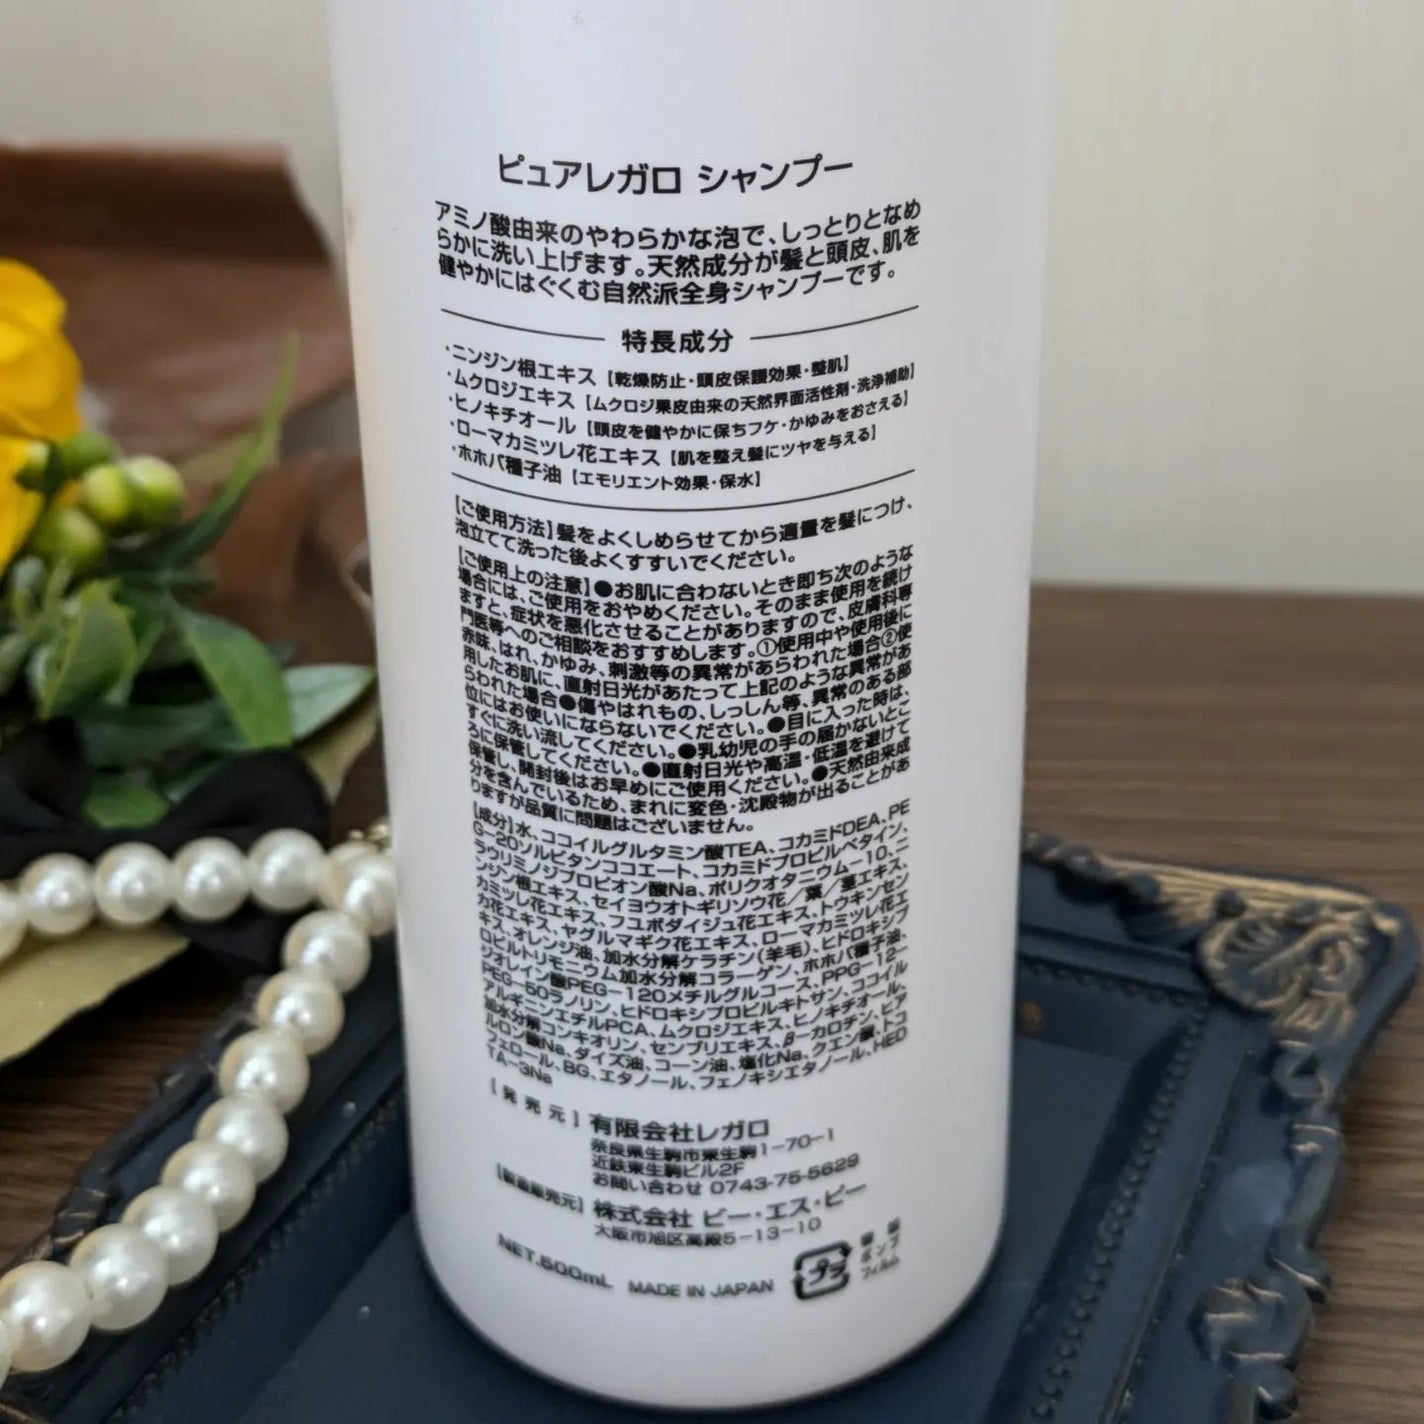 ピュアレガロ シャンプー
アミノ酸由来のやわらかな泡で、しっとりとなめ
らかに洗い上げます。天然成分が髪と頭皮、肌を
健やかにはぐくむ自然派全身シャンプーです。
特長成分
・ニンジン根エキス【乾燥防止・頭皮保護効果・整肌】
・ムクロジエキス【ムクロジ果皮由来の天然界面活性剤・洗浄補助】
・ヒノキチオール【頭皮を健やかに保ちフケ・かゆみをおさえる】
・ローマカミツレ花エキス【肌を整え髪にツヤを与える】
・ホホバ種子油【エモリエント効果・保水】
【ご使用方法】髪をよくしめらせてから適量を髪につけ、
泡立てて洗った後よくすすいでください。
【ご使用上の注意】●お肌に合わないとき即ち次のような
場合には、ご使用をおやめください。そのまま使用を続け
ますと、症状を悪化させることがありますので、皮膚科専
門医等へのご相談をおすすめします。①使用中や使用後に
赤味、はれ、かゆみ、刺激等の異常があらわれた場合②使
用したお肌に、直射日光があたって上記のような異常があ
らわれた場合●傷やはれもの、しっしん等、異常のある部
位にはお使いにならないでください。●目に入った時は、
すぐに洗い流してください。●乳幼児の手の届かないとこ
ろに保管してください。●直射日光や高温・低温を避けて
保管し、開封後はお早めにご使用ください。●天然由来成
分を含んでいるため、まれに変色・沈殿物が出ることがあ
りますが品質に問題はございません。
【成分】水、ココイルグルタミン酸TEA、コカミドDEA、PE
G-20ソルビタンココエート、コカミドプロピルベタイン、
ラウリミノジプロピオン酸Na、ポリクオタニウム-10、ニ
ンジン根エキス、セイヨウオトギリソウ花/葉/茎エキス、
カミツレ花エキス、フユボダイジュ花エキス、トウキンセン
カ花エキス、ヤグルマギク花エキス、ローマカミツレ花エ
キス、オレンジ油、加水分解ケラチン(羊毛)、ヒドロキシプ
ロピルトリモニウム加水分解コラーゲン、ホホバ種子油、
ジオレイン酸PEG-120メチルグルコース、PPG-12-
PEG-50ラノリン、ヒドロキシプロピルキトサン、ココイル
アルギニンエチルPCA、ムクロジエキス、ヒノキチオール、
加水分解コンキオリン、センブリエキス、β-カロチン、ヒア
ルロン酸Na、ダイズ油、コーン油、塩化Na、クエン酸、トコ
フェロール、BG、エタノール、フェノキシエタノール、HED
TA-3Na
【発売元】有限会社レガロ
奈良県生駒市東生駒1-70-1
近鉄東生駒ビル2F
お問い合わせ 0743-75-5629
【製造販売元】株式会社 ビー・エス・ピー
大阪市旭区高殿5-13-10
NET.500mL MADE IN JAPAN
プラ
容器
ポンプ
フィルム